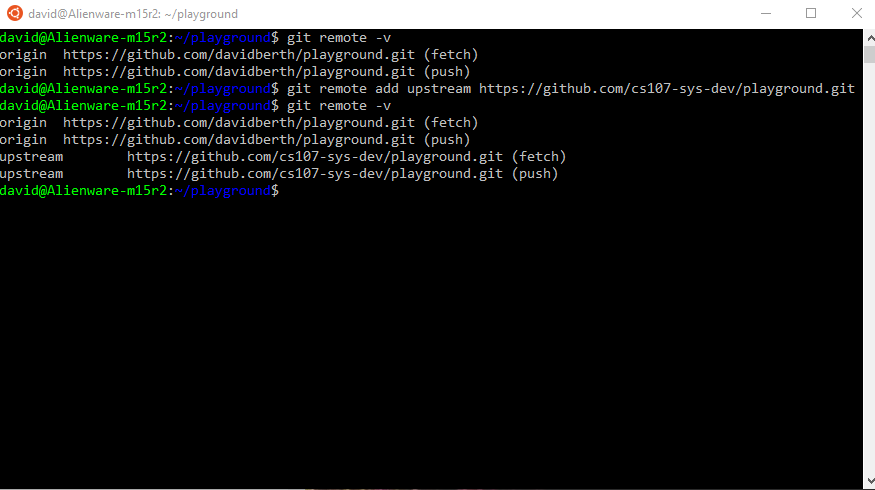 david@Alienware-m15r2: ~/playground
david@Alienware-m15r2:~/playground$ git remote -v
origin  https://github.com/davidberth/playground.git (fetch)
origin  https://github.com/davidberth/playground.git (push)
david@Alienware-m15r2:~/playground$ git remote add upstream https://github.com/cs107-sys-dev/playground.git
david@Alienware-m15r2:~/playground$ git remote -v
origin  https://github.com/davidberth/playground.git (fetch)
origin  https://github.com/davidberth/playground.git (push)
upstream        https://github.com/cs107-sys-dev/playground.git (fetch)
upstream        https://github.com/cs107-sys-dev/playground.git (push)
david@Alienware-m15r2:~/playground$